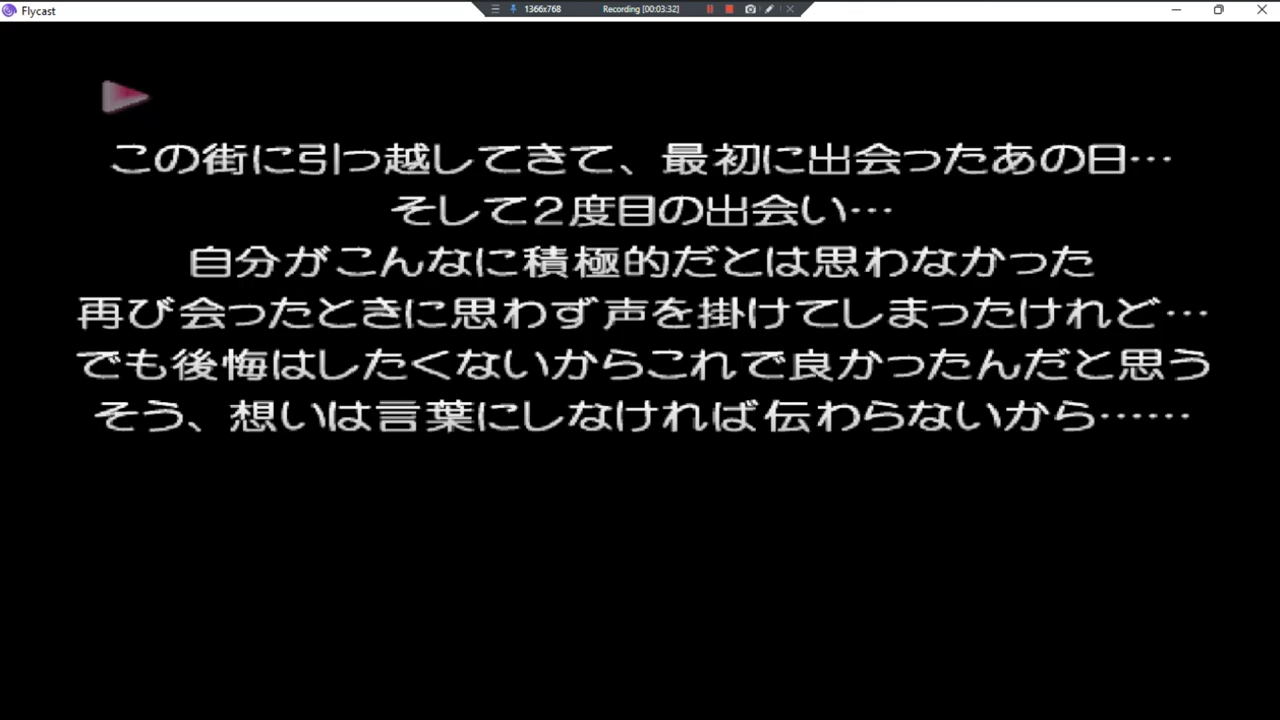 Flycast
1366x768
Recording [00:03:32]
この街に引っ越してきて、最初に出会ったあの日…
そして２度目の出会い…
自分がこんなに積極的だとは思わなかった
再び会ったときに思わず声を掛けてしまったけれど…
でも後悔はしたくないからこれで良かったんだと思う
そう、想いは言葉にしなければ伝わらないから……